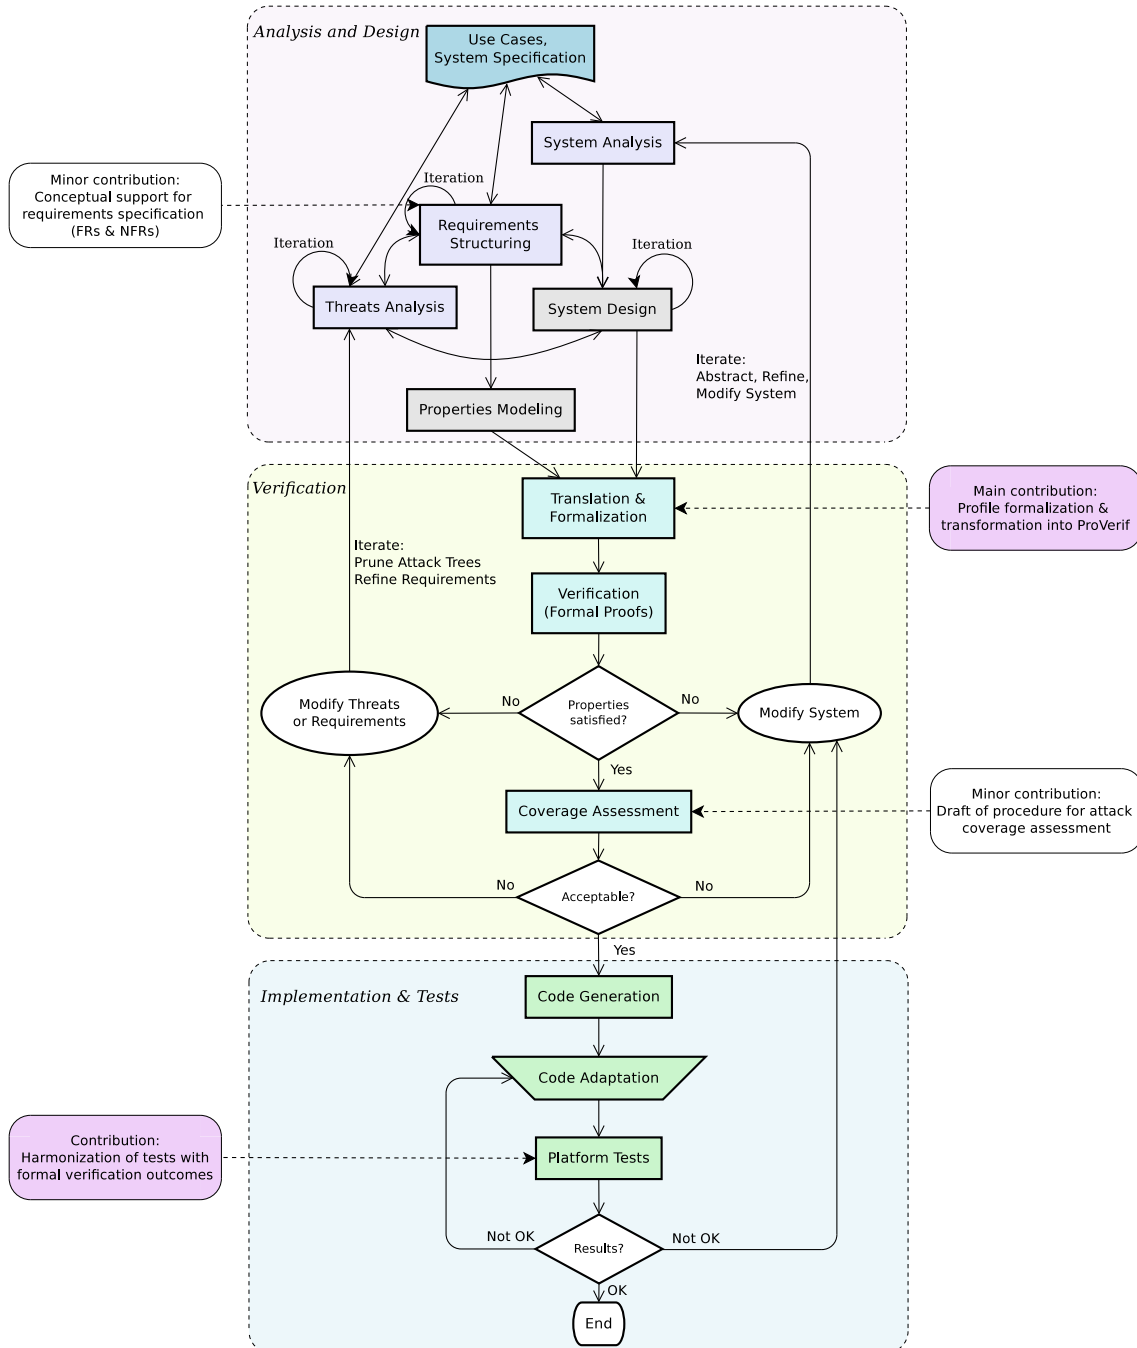 Analysis and Design
Use Cases,
System Specification
System Analysis
Minor contribution:
Conceptual support for
requirements specification
(FRs & NFRs)
Iteration
Requirements
Structuring
Iteration
Iteration
Threats Analysis
System Design
Iterate:
Abstract, Refine,
Modify System
Properties Modeling
Verification
Translation &
Formalization
Main contribution:
Profile formalization &
transformation into ProVerif
Iterate:
Prune Attack Trees
Refine Requirements
Verification
(Formal Proofs)
No
No
Modify Threats
or Requirements
Properties
satisfied?
Modify System
Yes
Coverage Assessment
Minor contribution:
Draft of procedure for attack
coverage assessment
No
No
Acceptable?
Yes
Implementation & Tests
Code Generation
Code Adaptation
Contribution:
Harmonization of tests with
formal verification outcomes
Platform Tests
Not OK
Not OK
Results?
OK
End